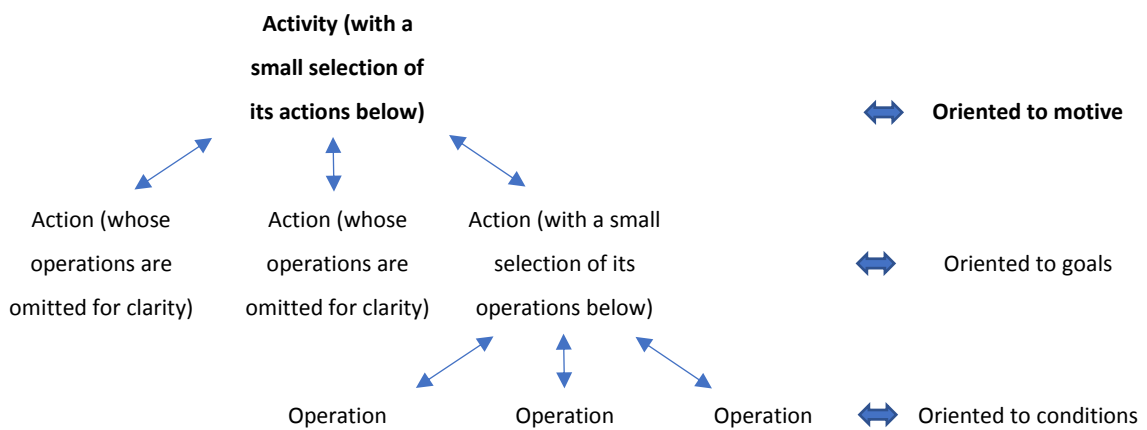 Activity (with a
small selection of
its actions below)
Oriented to motive
Action (whose
operations are
omitted for clarity)
Action (whose
operations are
omitted for clarity)
Action (with a small
selection of its
operations below)
Oriented to goals
Operation
Operation
Operation
Oriented to conditions